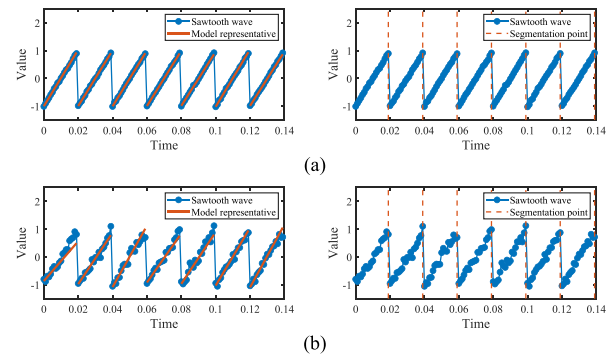 2
1
0
-1
Value
0 0.02 0.04 0.06 0.08 0.1 0.12 0.14
Time
Sawtooth wave
Model representative
2
1
0
-1
Value
0 0.02 0.04 0.06 0.08 0.1 0.12 0.14
Time
Sawtooth wave
Segmentation point
(a)
2
1
0
-1
Value
0 0.02 0.04 0.06 0.08 0.1 0.12 0.14
Time
Sawtooth wave
Model representative
2
1
0
-1
Value
0 0.02 0.04 0.06 0.08 0.1 0.12 0.14
Time
Sawtooth wave
Segmentation point
(b)